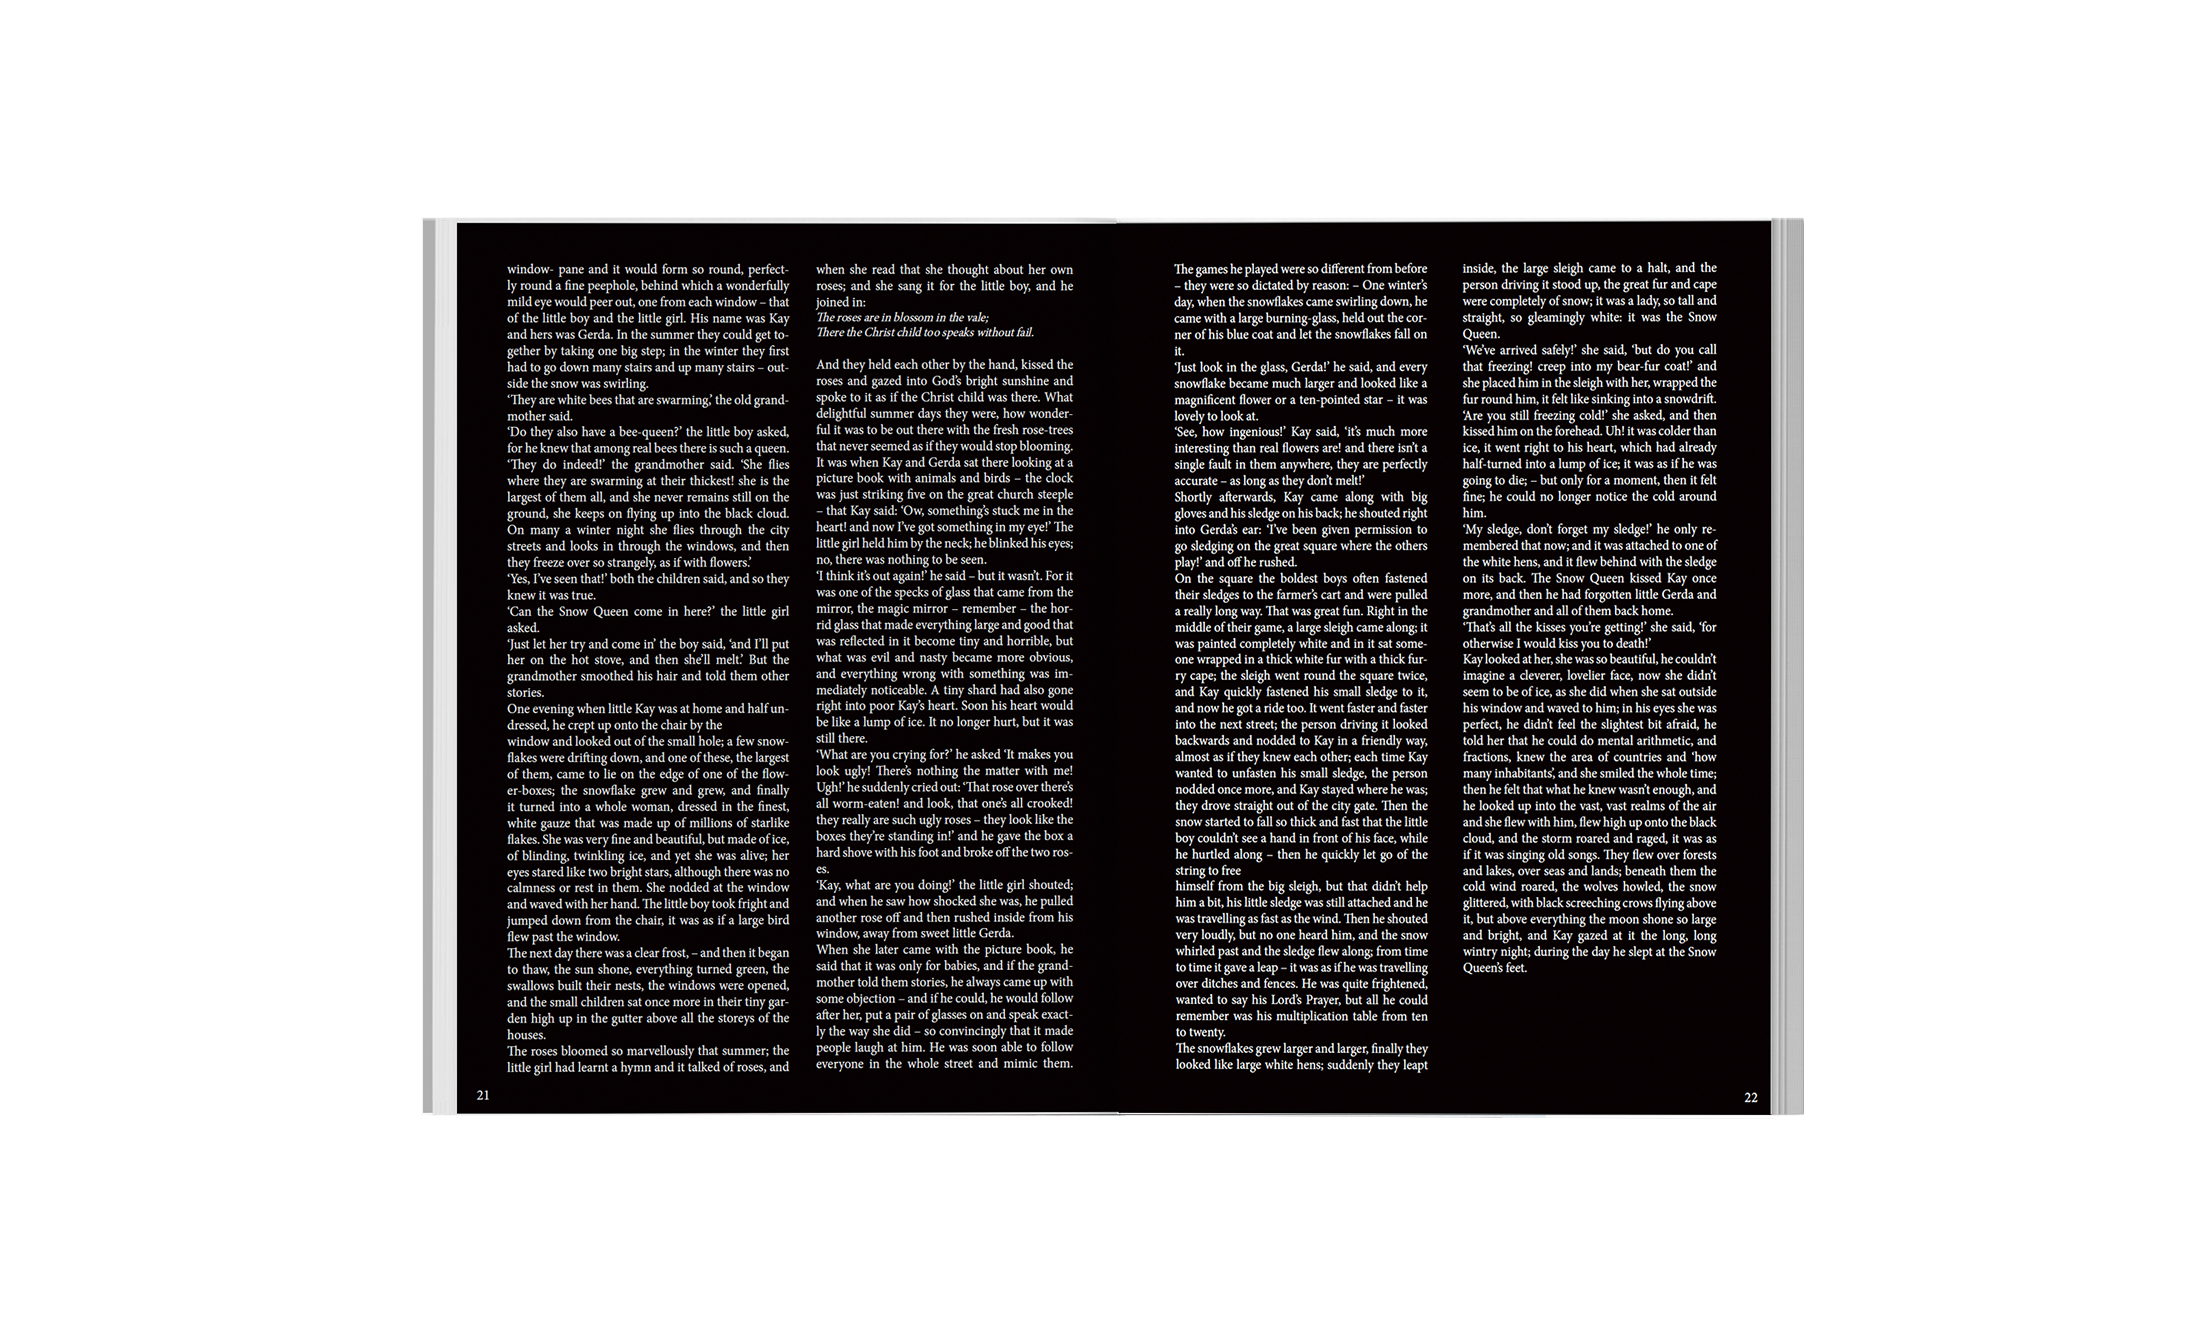 window- pane and it would form so round, perfect-
ly round a fine peephole, behind which a wonderfully
mild eye would peer out, one from each window – that
of the little boy and the little girl. His name was Kay
and hers was Gerda. In the summer they could get to-
gether by taking one big step; in the winter they first
had to go down many stairs and up many stairs – out-
side the snow was swirling.
‘They are white bees that are swarming,’ the old grand-
mother said.
‘Do they also have a bee-queen?’ the little boy asked,
for he knew that among real bees there is such a queen.
‘They do indeed!’ the grandmother said. ‘She flies
where they are swarming at their thickest! she is the
largest of them all, and she never remains still on the
ground, she keeps on flying up into the black cloud.
On many a winter night she flies through the city
streets and looks in through the windows, and then
they freeze over so strangely, as if with flowers.’
‘Yes, I’ve seen that!’ both the children said, and so they
knew it was true.
‘Can the Snow Queen come in here?’ the little girl
asked.
‘Just let her try and come in’ the boy said, ‘and I’ll put
her on the hot stove, and then she’ll melt.’ But the
grandmother smoothed his hair and told them other
stories.
One evening when little Kay was at home and half un-
dressed, he crept up onto the chair by the
window and looked out of the small hole; a few snow-
flakes were drifting down, and one of these, the largest
of them, came to lie on the edge of one of the flow-
er-boxes; the snowflake grew and grew, and finally
it turned into a whole woman, dressed in the finest,
white gauze that was made up of millions of starlike
flakes. She was very fine and beautiful, but made of ice,
of blinding, twinkling ice, and yet she was alive; her
eyes stared like two bright stars, although there was no
calmness or rest in them. She nodded at the window
and waved with her hand. The little boy took fright and
jumped down from the chair, it was as if a large bird
flew past the window.
The next day there was a clear frost, – and then it began
to thaw, the sun shone, everything turned green, the
swallows built their nests, the windows were opened,
and the small children sat once more in their tiny gar-
den high up in the gutter above all the storeys of the
houses.
The roses bloomed so marvellously that summer; the
little girl had learnt a hymn and it talked of roses, and
when she read that she thought about her own
roses; and she sang it for the little boy, and he
joined in:
The roses are in blossom in the vale;
There the Christ child too speaks without fail.
And they held each other by the hand, kissed the
roses and gazed into God’s bright sunshine and
spoke to it as if the Christ child was there. What
delightful summer days they were, how wonder-
ful it was to be out there with the fresh rose-trees
that never seemed as if they would stop blooming.
It was when Kay and Gerda sat there looking at a
picture book with animals and birds – the clock
was just striking five on the great church steeple
– that Kay said: ‘Ow, something’s stuck me in the
heart! and now I’ve got something in my eye!’ The
little girl held him by the neck; he blinked his eyes;
no, there was nothing to be seen.
‘I think it’s out again!’ he said – but it wasn’t. For it
was one of the specks of glass that came from the
mirror, the magic mirror – remember – the hor-
rid glass that made everything large and good that
was reflected in it become tiny and horrible, but
what was evil and nasty became more obvious,
and everything wrong with something was im-
mediately noticeable. A tiny shard had also gone
right into poor Kay’s heart. Soon his heart would
be like a lump of ice. It no longer hurt, but it was
still there.
‘What are you crying for?’ he asked ‘It makes you
look ugly! There’s nothing the matter with me!
Ugh!’ he suddenly cried out: ‘That rose over there’s
all worm-eaten! and look, that one’s all crooked!
they really are such ugly roses – they look like the
boxes they’re standing in!’ and he gave the box a
hard shove with his foot and broke off the two ros-
es.
‘Kay, what are you doing!’ the little girl shouted;
and when he saw how shocked she was, he pulled
another rose off and then rushed inside from his
window, away from sweet little Gerda.
When she later came with the picture book, he
said that it was only for babies, and if the grand-
mother told them stories, he always came up with
some objection – and if he could, he would follow
after her, put a pair of glasses on and speak exact-
ly the way she did – so convincingly that it made
people laugh at him. He was soon able to follow
everyone in the whole street and mimic them.
21
The games he played were so different from before
– they were so dictated by reason: – One winter’s
day, when the snowflakes came swirling down, he
came with a large burning-glass, held out the cor-
ner of his blue coat and let the snowflakes fall on
it.
‘Just look in the glass, Gerda!’ he said, and every
snowflake became much larger and looked like a
magnificent flower or a ten-pointed star – it was
lovely to look at.
‘See, how ingenious!’ Kay said, ‘it’s much more
interesting than real flowers are! and there isn’t a
single fault in them anywhere, they are perfectly
accurate – as long as they don’t melt!’
Shortly afterwards, Kay came along with big
gloves and his sledge on his back; he shouted right
into Gerda’s ear: ‘I’ve been given permission to
go sledging on the great square where the others
play!’ and off he rushed.
On the square the boldest boys often fastened
their sledges to the farmer’s cart and were pulled
a really long way. That was great fun. Right in the
middle of their game, a large sleigh came along; it
was painted completely white and in it sat some-
one wrapped in a thick white fur with a thick fur-
ry cape; the sleigh went round the square twice,
and Kay quickly fastened his small sledge to it,
and now he got a ride too. It went faster and faster
into the next street; the person driving it looked
backwards and nodded to Kay in a friendly way,
almost as if they knew each other; each time Kay
wanted to unfasten his small sledge, the person
nodded once more, and Kay stayed where he was;
they drove straight out of the city gate. Then the
snow started to fall so thick and fast that the little
boy couldn’t see a hand in front of his face, while
he hurtled along – then he quickly let go of the
string to free
himself from the big sleigh, but that didn’t help
him a bit, his little sledge was still attached and he
was travelling as fast as the wind. Then he shouted
very loudly, but no one heard him, and the snow
whirled past and the sledge flew along; from time
to time it gave a leap – it was as if he was travelling
over ditches and fences. He was quite frightened,
wanted to say his Lord’s Prayer, but all he could
remember was his multiplication table from ten
to twenty.
The snowflakes grew larger and larger, finally they
looked like large white hens; suddenly they leapt
inside, the large sleigh came to a halt, and the
person driving it stood up, the great fur and cape
were completely of snow; it was a lady, so tall and
straight, so gleamingly white: it was the Snow
Queen.
‘We’ve arrived safely!’ she said, ‘but do you call
that freezing! creep into my bear-fur coat!’ and
she placed him in the sleigh with her, wrapped the
fur round him, it felt like sinking into a snowdrift.
‘Are you still freezing cold!’ she asked, and then
kissed him on the forehead. Uh! it was colder than
ice, it went right to his heart, which had already
half-turned into a lump of ice; it was as if he was
going to die; – but only for a moment, then it felt
fine; he could no longer notice the cold around
him.
‘My sledge, don’t forget my sledge!’ he only re-
membered that now; and it was attached to one of
the white hens, and it flew behind with the sledge
on its back. The Snow Queen kissed Kay once
more, and then he had forgotten little Gerda and
grandmother and all of them back home.
‘That’s all the kisses you’re getting!’ she said, ‘for
otherwise I would kiss you to death!’
Kay looked at her, she was so beautiful, he couldn’t
imagine a cleverer, lovelier face, now she didn’t
seem to be of ice, as she did when she sat outside
his window and waved to him; in his eyes she was
perfect, he didn’t feel the slightest bit afraid, he
told her that he could do mental arithmetic, and
fractions, knew the area of countries and ‘how
many inhabitants’, and she smiled the whole time;
then he felt that what he knew wasn’t enough, and
he looked up into the vast, vast realms of the air
and she flew with him, flew high up onto the black
cloud, and the storm roared and raged, it was as
if it was singing old songs. They flew over forests
and lakes, over seas and lands; beneath them the
cold wind roared, the wolves howled, the snow
glittered, with black screeching crows flying above
it, but above everything the moon shone so large
and bright, and Kay gazed at it the long, long
wintry night; during the day he slept at the Snow
Queen’s feet.
22